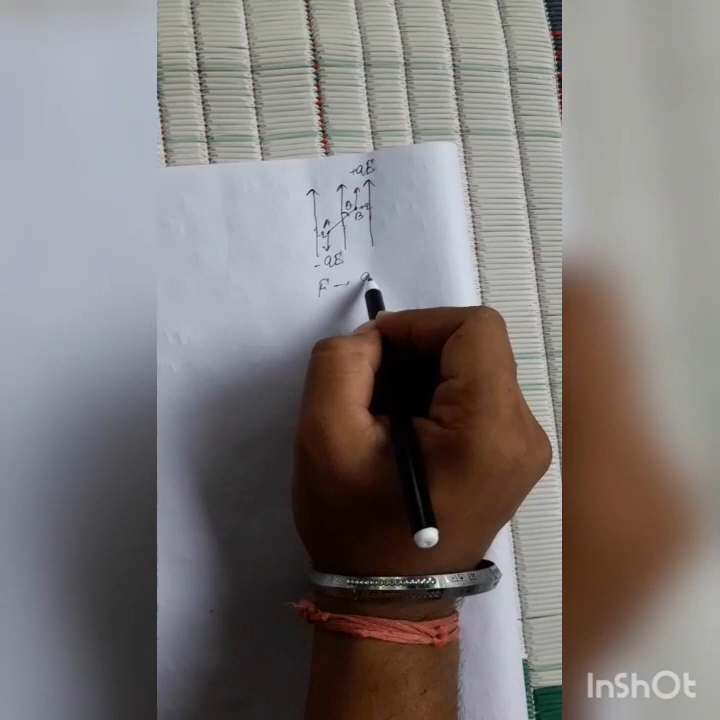 +qE
θ
A +q
-q B
-qE
F → q
InShOt